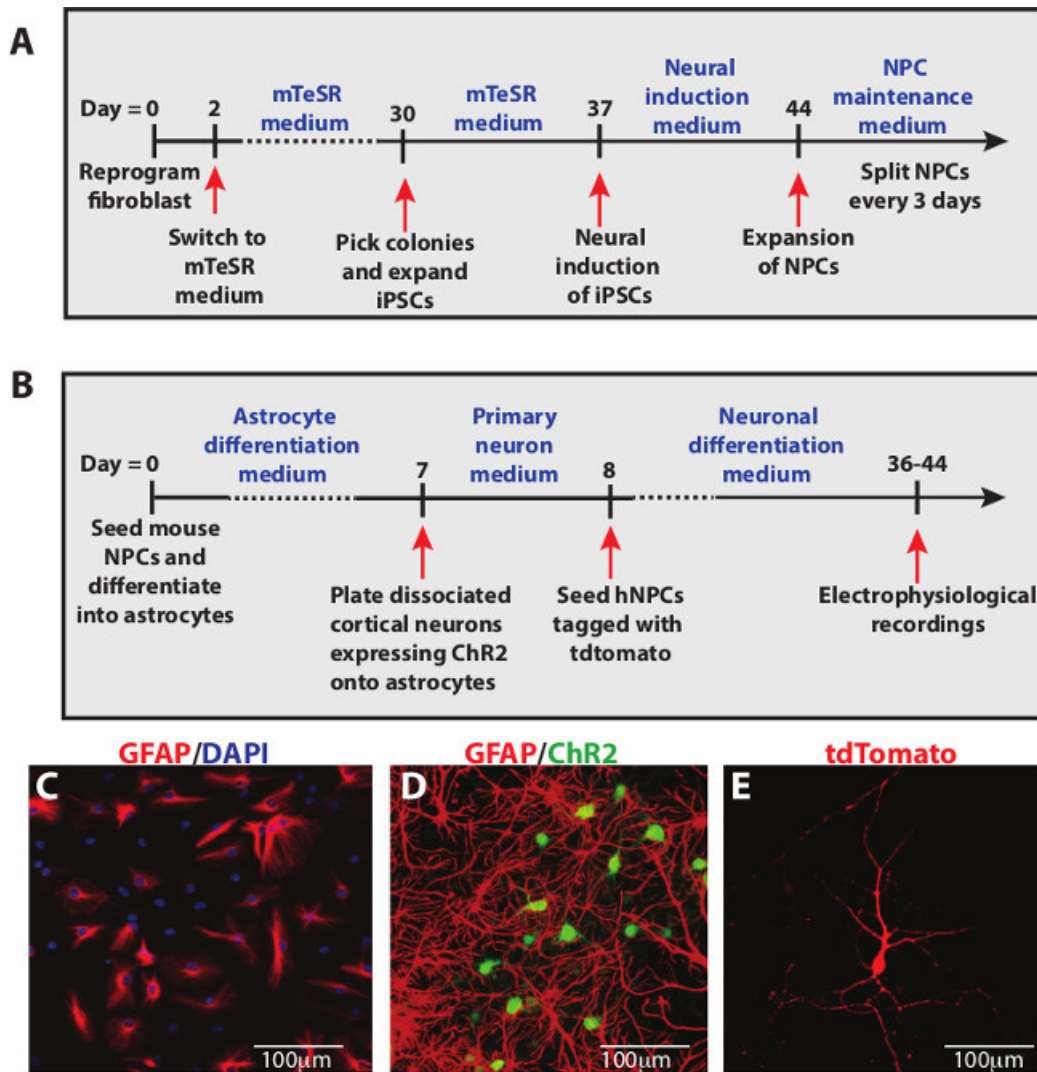 A
Day = 0
2
mTeSR
medium
30
mTeSR
medium
37
Neural
induction
medium
44
NPC
maintenance
medium
Reprogram
fibroblast
Switch to
mTeSR
medium
Pick colonies
and expand
iPSCs
Neural
induction
of iPSCs
Expansion
of NPCs
Split NPCs
every 3 days
B
Day = 0
Astrocyte
differentiation
medium
7
Primary
neuron
medium
8
Neuronal
differentiation
medium
36-44
Seed mouse
NPCs and
differentiate
into astrocytes
Plate dissociated
cortical neurons
expressing ChR2
onto astrocytes
Seed hNPCs
tagged with
tdtomato
Electrophysiological
recordings
GFAP/DAPI
C
100μm
GFAP/ChR2
D
100μm
tdTomato
E
100μm